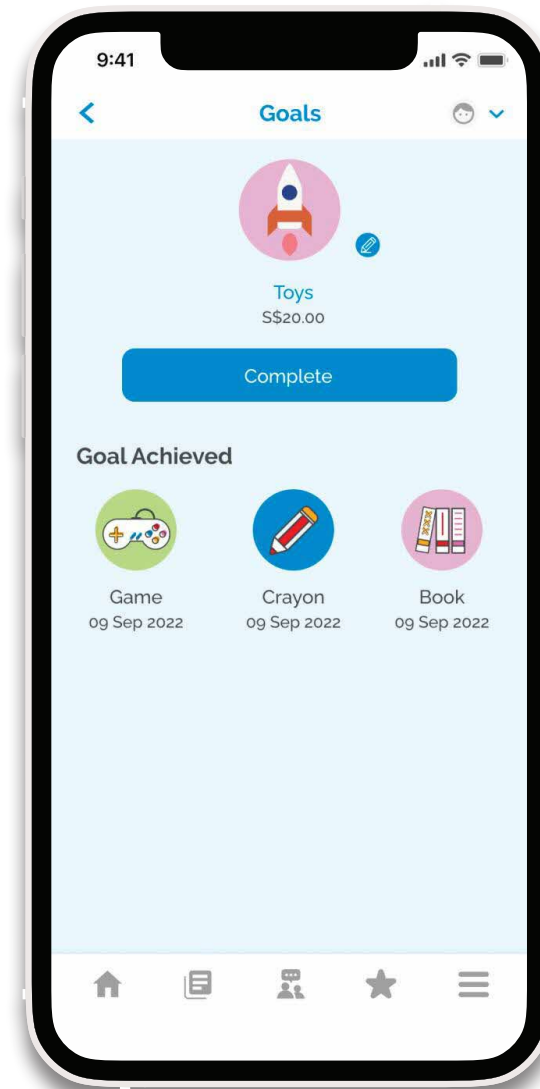 9:41
Goals
Toys
S$20.00
Complete
Goal Achieved
Game
Crayon
Book
09 Sep 2022
09 Sep 2022
09 Sep 2022